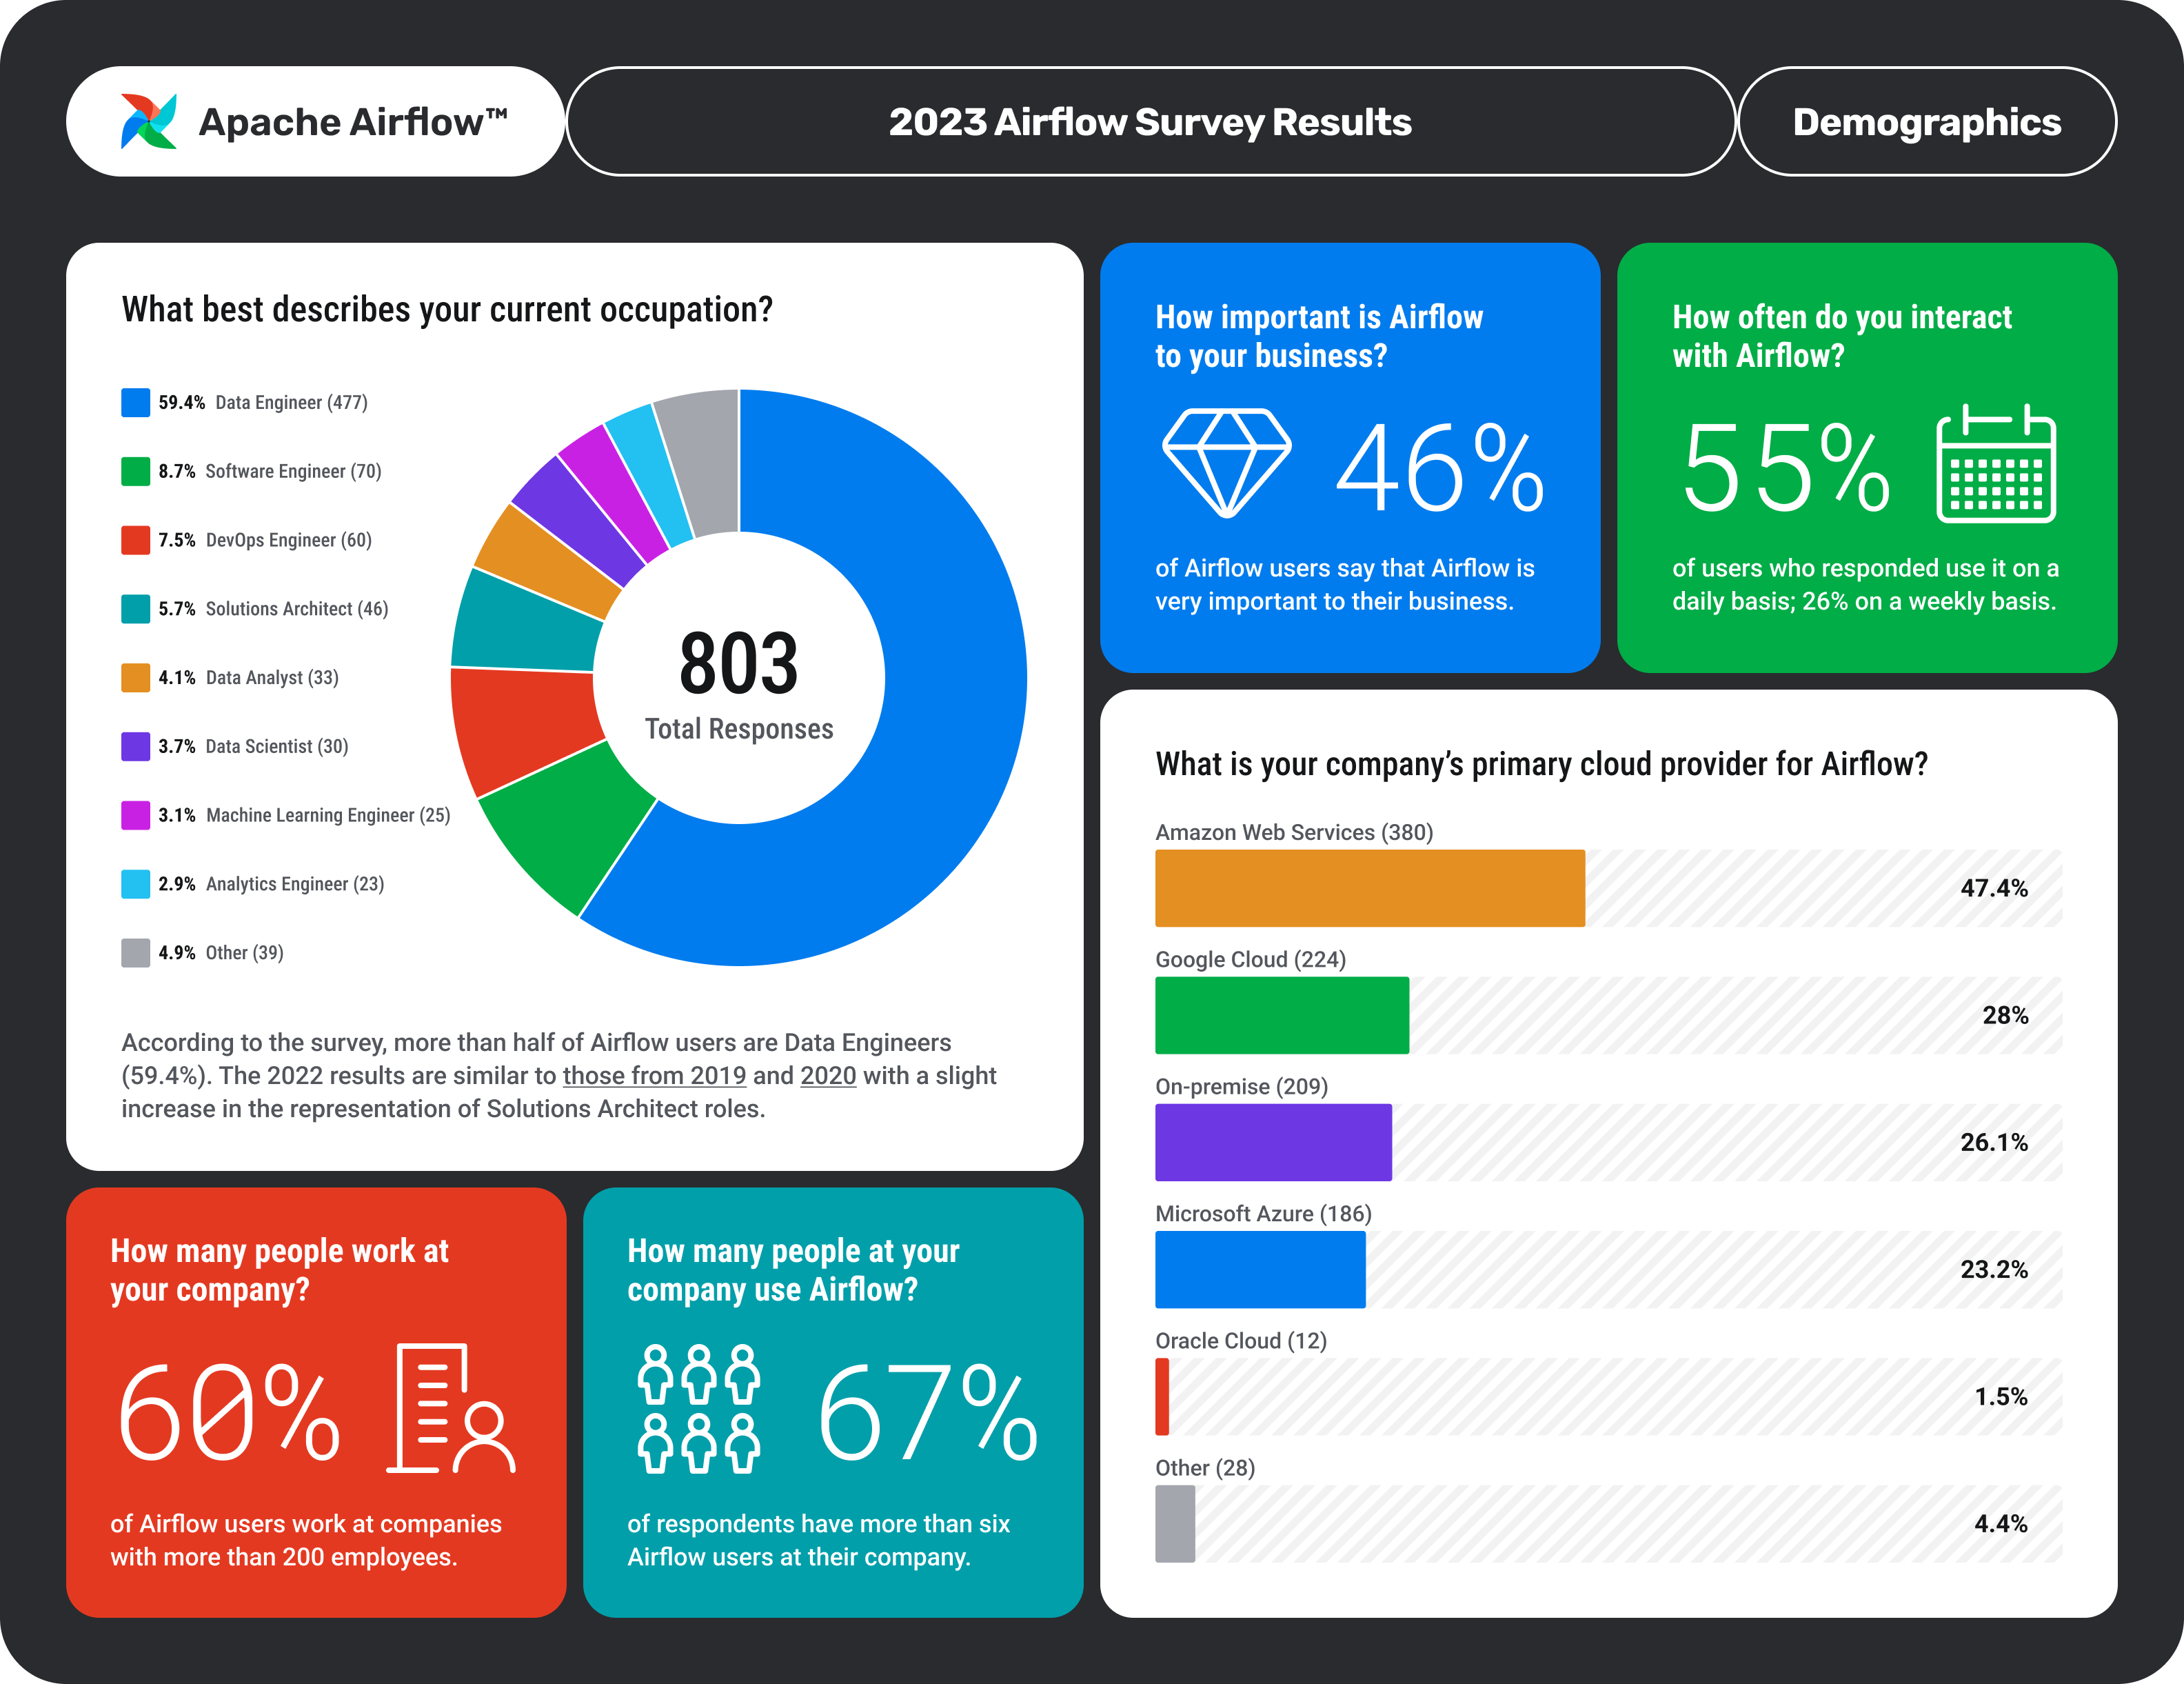 Apache Airflow™
2023 Airflow Survey Results
Demographics
What best describes your current occupation?
59.4% Data Engineer (477)
8.7% Software Engineer (70)
7.5% DevOps Engineer (60)
5.7% Solutions Architect (46)
4.1% Data Analyst (33)
3.7% Data Scientist (30)
3.1% Machine Learning Engineer (25)
2.9% Analytics Engineer (23)
4.9% Other (39)
803
Total Responses
According to the survey, more than half of Airflow users are Data Engineers
(59.4%). The 2022 results are similar to those from 2019 and 2020 with a slight
increase in the representation of Solutions Architect roles.
How important is Airflow
to your business?
46%
of Airflow users say that Airflow is
very important to their business.
How often do you interact
with Airflow?
55%
of users who responded use it on a
daily basis; 26% on a weekly basis.
How many people work at
your company?
60%
of Airflow users work at companies
with more than 200 employees.
How many people at your
company use Airflow?
67%
of respondents have more than six
Airflow users at their company.
What is your company’s primary cloud provider for Airflow?
Amazon Web Services (380)
47.4%
Google Cloud (224)
28%
On-premise (209)
26.1%
Microsoft Azure (186)
23.2%
Oracle Cloud (12)
1.5%
Other (28)
4.4%